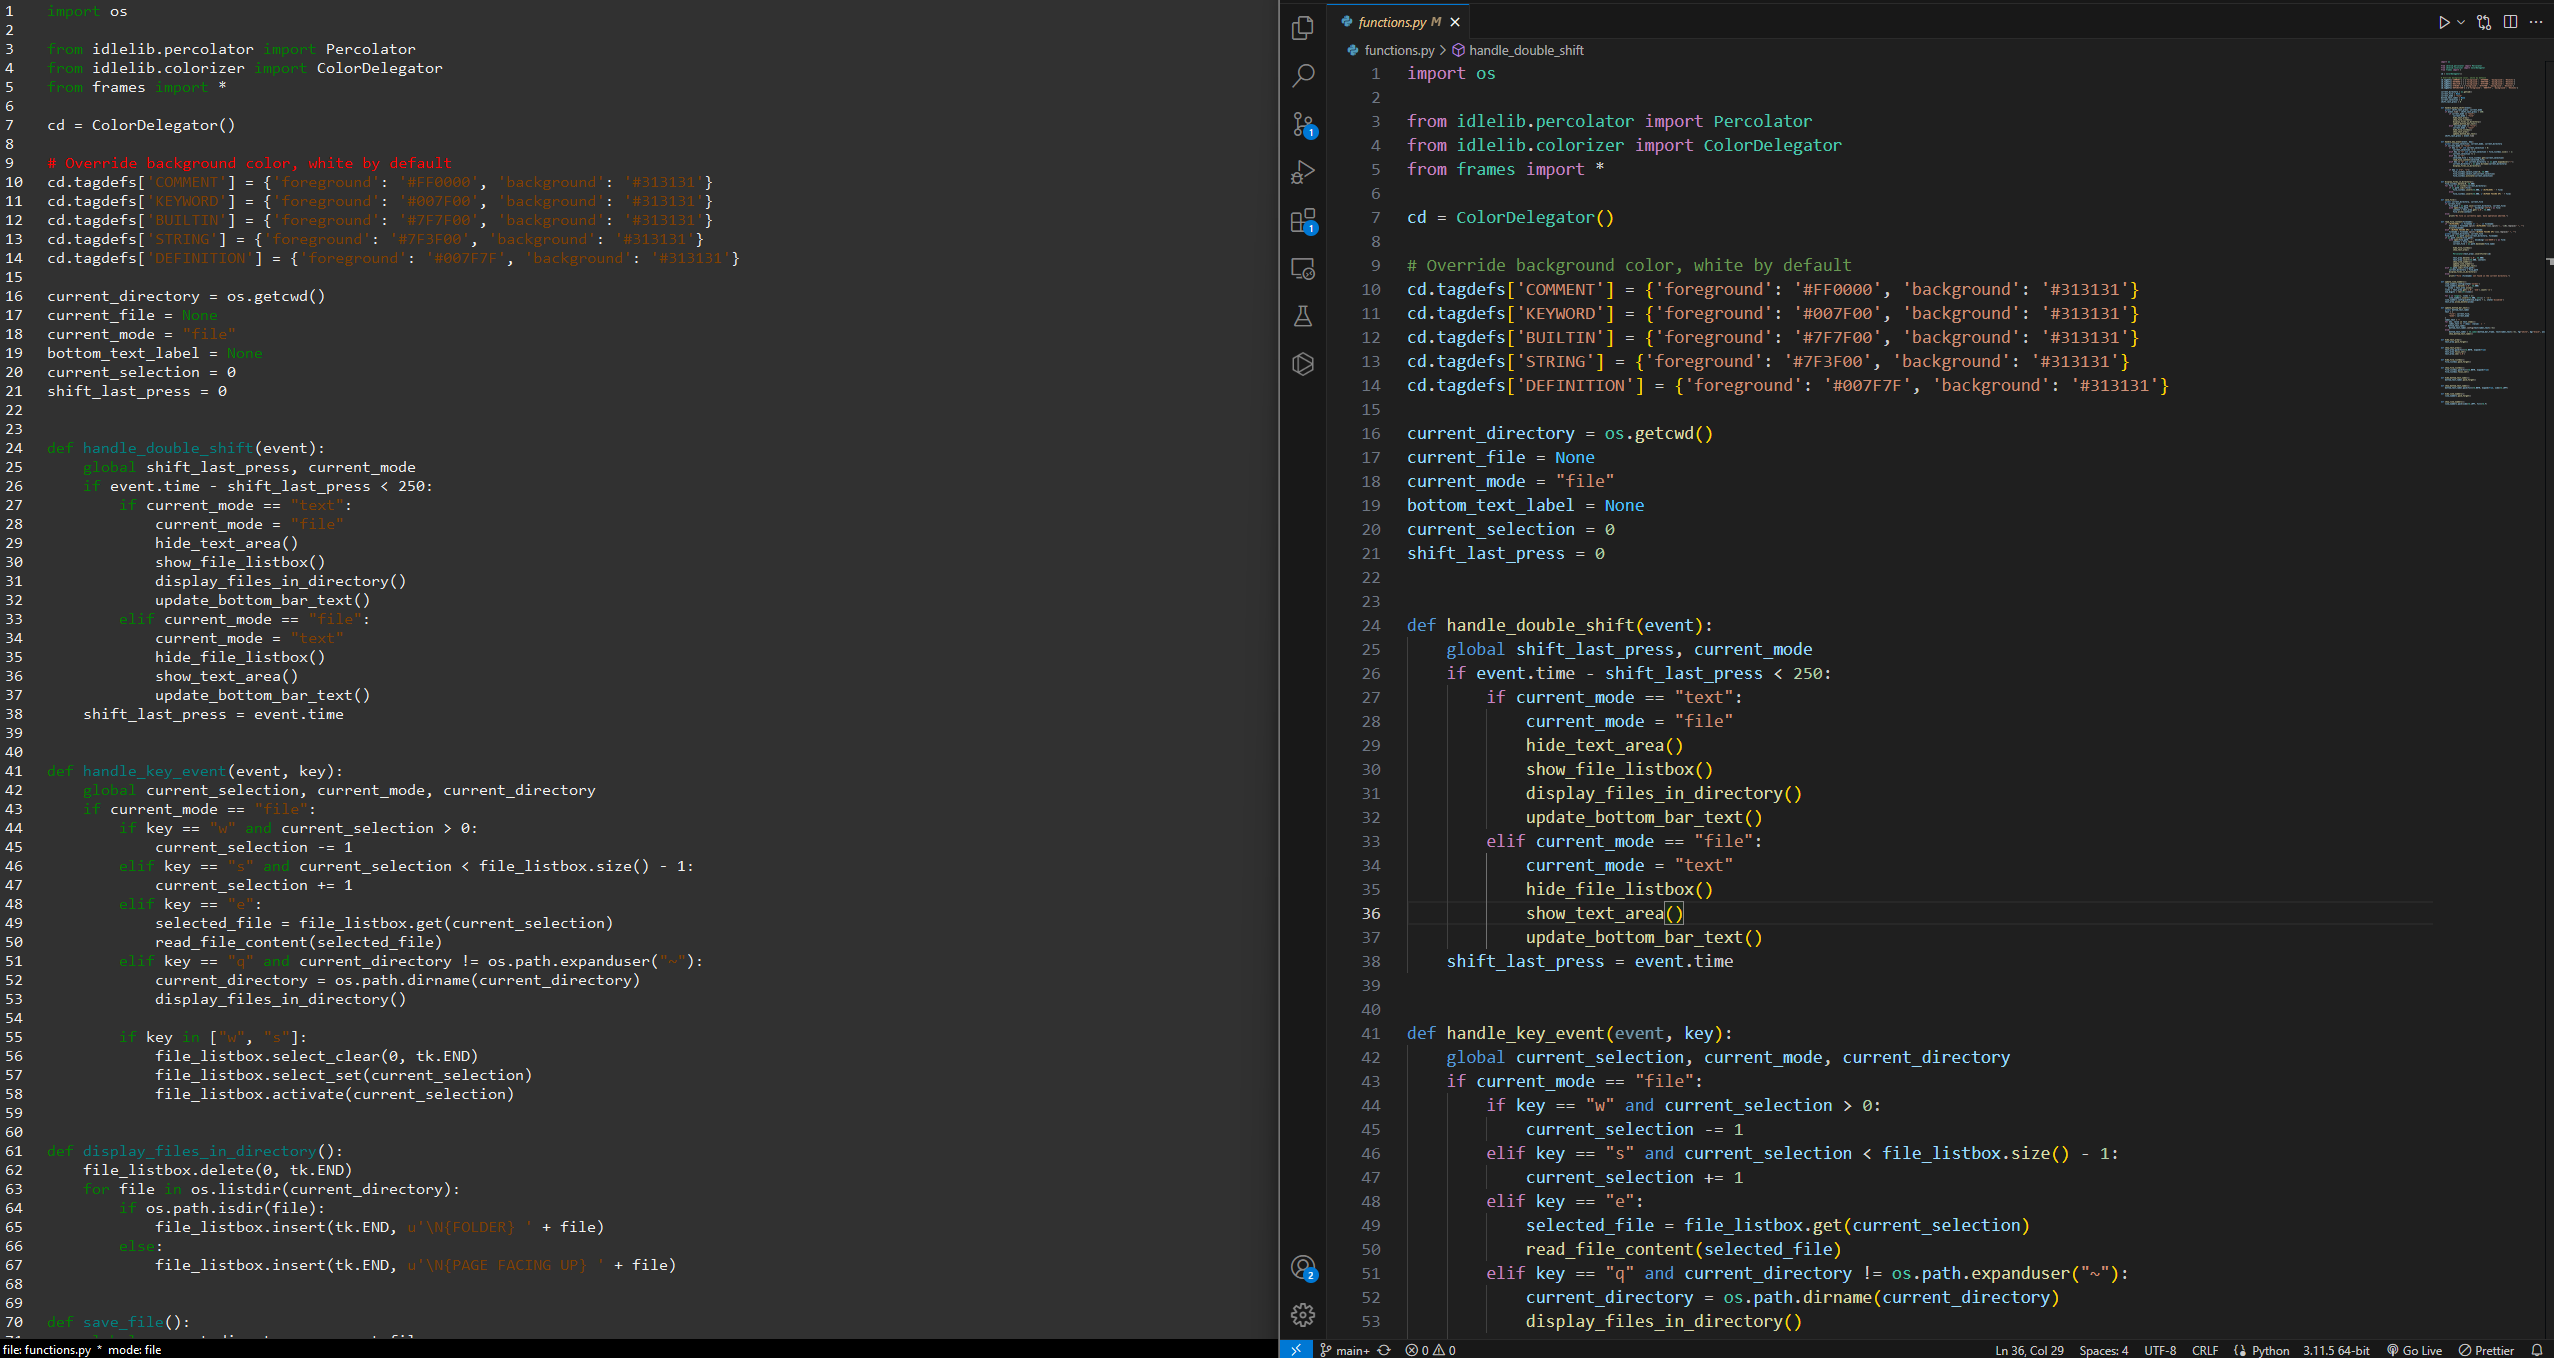 1 import os
2
3 from idlelib.percolator import Percolator
4 from idlelib.colorizer import ColorDelegator
5 from frames import *
6
7 cd = ColorDelegator()
8
9 # Override background color, white by default
10 cd.tagdefs['COMMENT'] = {'foreground': '#FF0000', 'background': '#313131'}
11 cd.tagdefs['KEYWORD'] = {'foreground': '#007F00', 'background': '#313131'}
12 cd.tagdefs['BUILTIN'] = {'foreground': '#7F7F00', 'background': '#313131'}
13 cd.tagdefs['STRING'] = {'foreground': '#7F3F00', 'background': '#313131'}
14 cd.tagdefs['DEFINITION'] = {'foreground': '#007F7F', 'background': '#313131'}
15
16 current_directory = os.getcwd()
17 current_file = None
18 current_mode = "file"
19 bottom_text_label = None
20 current_selection = 0
21 shift_last_press = 0
22
23
24 def handle_double_shift(event):
25     global shift_last_press, current_mode
26     if event.time - shift_last_press < 250:
27         if current_mode == "text":
28             current_mode = "file"
29             hide_text_area()
30             show_file_listbox()
31             display_files_in_directory()
32             update_bottom_bar_text()
33         elif current_mode == "file":
34             current_mode = "text"
35             hide_file_listbox()
36             show_text_area()
37             update_bottom_bar_text()
38     shift_last_press = event.time
39
40
41 def handle_key_event(event, key):
42     global current_selection, current_mode, current_directory
43     if current_mode == "file":
44         if key == "w" and current_selection > 0:
45             current_selection -= 1
46         elif key == "s" and current_selection < file_listbox.size() - 1:
47             current_selection += 1
48         elif key == "e":
49             selected_file = file_listbox.get(current_selection)
50             read_file_content(selected_file)
51         elif key == "q" and current_directory != os.path.expanduser("~"):
52             current_directory = os.path.dirname(current_directory)
53             display_files_in_directory()
54
55         if key in ["w", "s"]:
56             file_listbox.select_clear(0, tk.END)
57             file_listbox.select_set(current_selection)
58             file_listbox.activate(current_selection)
59
60
61 def display_files_in_directory():
62     file_listbox.delete(0, tk.END)
63     for file in os.listdir(current_directory):
64         if os.path.isdir(file):
65             file_listbox.insert(tk.END, u'\N{FOLDER} ' + file)
66         else:
67             file_listbox.insert(tk.END, u'\N{PAGE FACING UP} ' + file)
68
69
70 def save_file():
file: functions.py * mode: file
functions.py M
functions.py > handle_double_shift
1 import os
2
3 from idlelib.percolator import Percolator
4 from idlelib.colorizer import ColorDelegator
5 from frames import *
6
7 cd = ColorDelegator()
8
9 # Override background color, white by default
10 cd.tagdefs['COMMENT'] = {'foreground': '#FF0000', 'background': '#313131'}
11 cd.tagdefs['KEYWORD'] = {'foreground': '#007F00', 'background': '#313131'}
12 cd.tagdefs['BUILTIN'] = {'foreground': '#7F7F00', 'background': '#313131'}
13 cd.tagdefs['STRING'] = {'foreground': '#7F3F00', 'background': '#313131'}
14 cd.tagdefs['DEFINITION'] = {'foreground': '#007F7F', 'background': '#313131'}
15
16 current_directory = os.getcwd()
17 current_file = None
18 current_mode = "file"
19 bottom_text_label = None
20 current_selection = 0
21 shift_last_press = 0
22
23
24 def handle_double_shift(event):
25     global shift_last_press, current_mode
26     if event.time - shift_last_press < 250:
27         if current_mode == "text":
28             current_mode = "file"
29             hide_text_area()
30             show_file_listbox()
31             display_files_in_directory()
32             update_bottom_bar_text()
33         elif current_mode == "file":
34             current_mode = "text"
35             hide_file_listbox()
36             show_text_area()
37             update_bottom_bar_text()
38     shift_last_press = event.time
39
40
41 def handle_key_event(event, key):
42     global current_selection, current_mode, current_directory
43     if current_mode == "file":
44         if key == "w" and current_selection > 0:
45             current_selection -= 1
46         elif key == "s" and current_selection < file_listbox.size() - 1:
47             current_selection += 1
48         elif key == "e":
49             selected_file = file_listbox.get(current_selection)
50             read_file_content(selected_file)
51         elif key == "q" and current_directory != os.path.expanduser("~"):
52             current_directory = os.path.dirname(current_directory)
53             display_files_in_directory()
1
1
2
main+ 0 0 Ln 36, Col 29 Spaces: 4 UTF-8 CRLF Python 3.11.5 64-bit Go Live Prettier